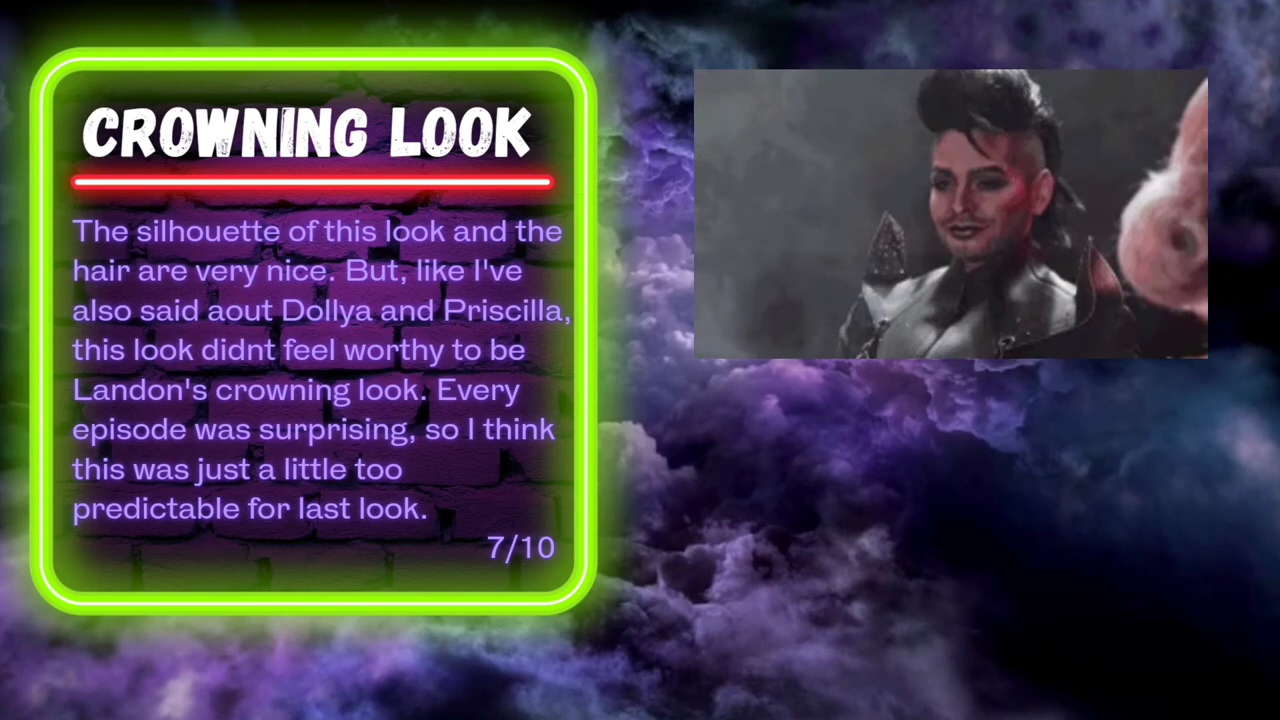 CROWNING LOOK
The silhouette of this look and the
hair are very nice. But, like I've
also said aout Dollya and Priscilla,
this look didnt feel worthy to be
Landon's crowning look. Every
episode was surprising, so I think
this was just a little too
predictable for last look.
7/10